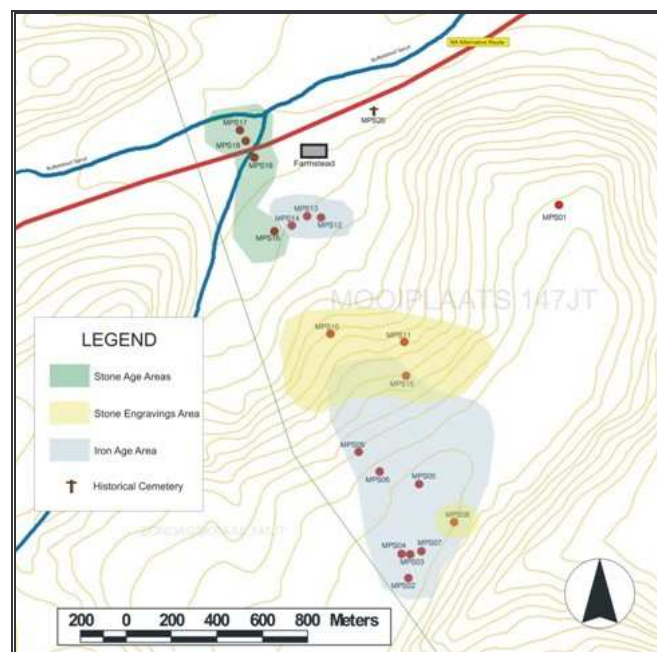 N4 Alternative Route
MPS20
MPS17
MPS18
MPS19
Farmstead
MPS01
MPS13
MPS14
MPS12
MPS16
MOOIPLAATS 147JT
MPS10
MPS11
MPS15
LEGEND
Stone Age Areas
Stone Engravings Area
Iron Age Area
Historical Cemetery
MPS09
MPS06
MPS05
MPS08
MPS04
MPS07
MPS03
MPS02
200 0 200 400 600 800 Meters